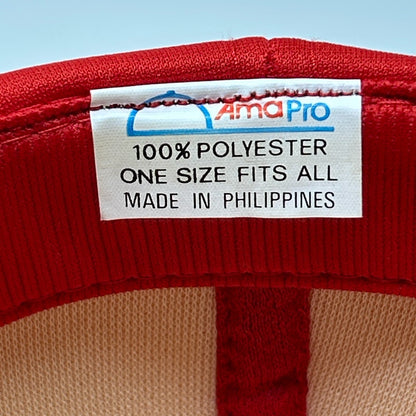 AmaPro
100% POLYESTER
ONE SIZE FITS ALL
MADE IN PHILIPPINES